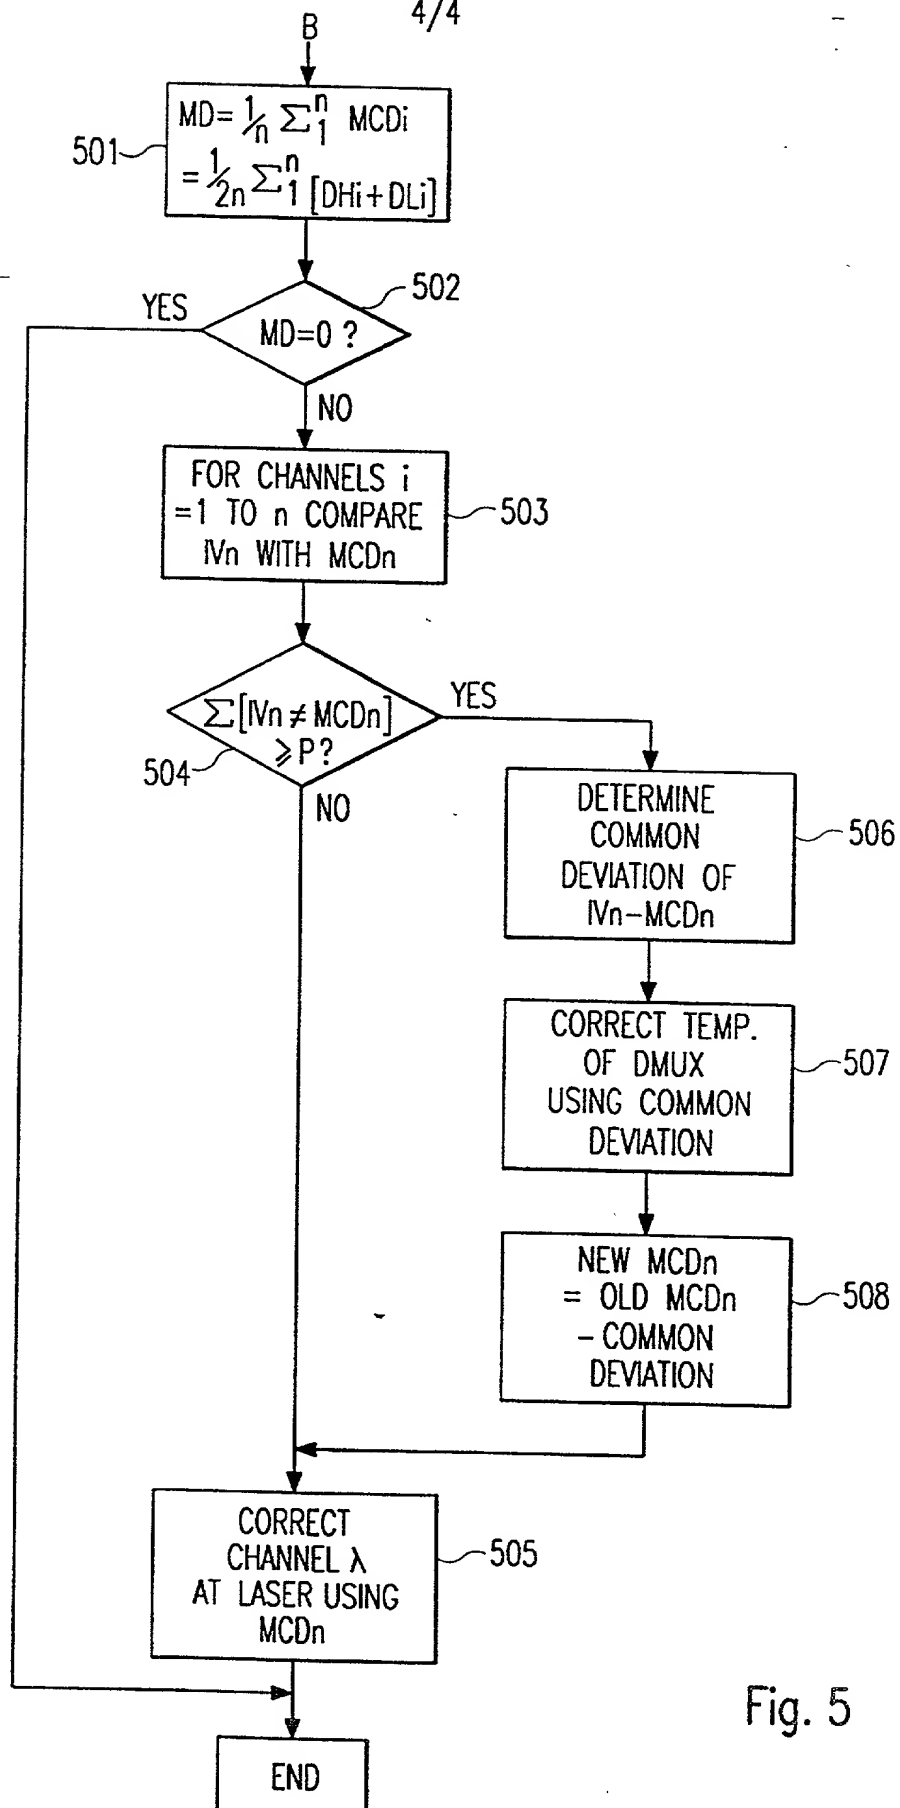 4/4
B
MD= 1/n Σ n 1 MCDi
501
= 1/2n Σ n 1 [DHi+DLi]
502
YES
MD=0 ?
NO
FOR CHANNELS i
=1 TO n COMPARE
IVn WITH MCDn
503
Σ[IVn ≠ MCDn]
⩾P?
YES
504
NO
DETERMINE
COMMON
DEVIATION OF
IVn–MCDn
506
CORRECT TEMP.
OF DMUX
USING COMMON
DEVIATION
507
NEW MCDn
= OLD MCDn
– COMMON
DEVIATION
508
CORRECT
CHANNEL λ
AT LASER USING
MCDn
505
Fig. 5
END